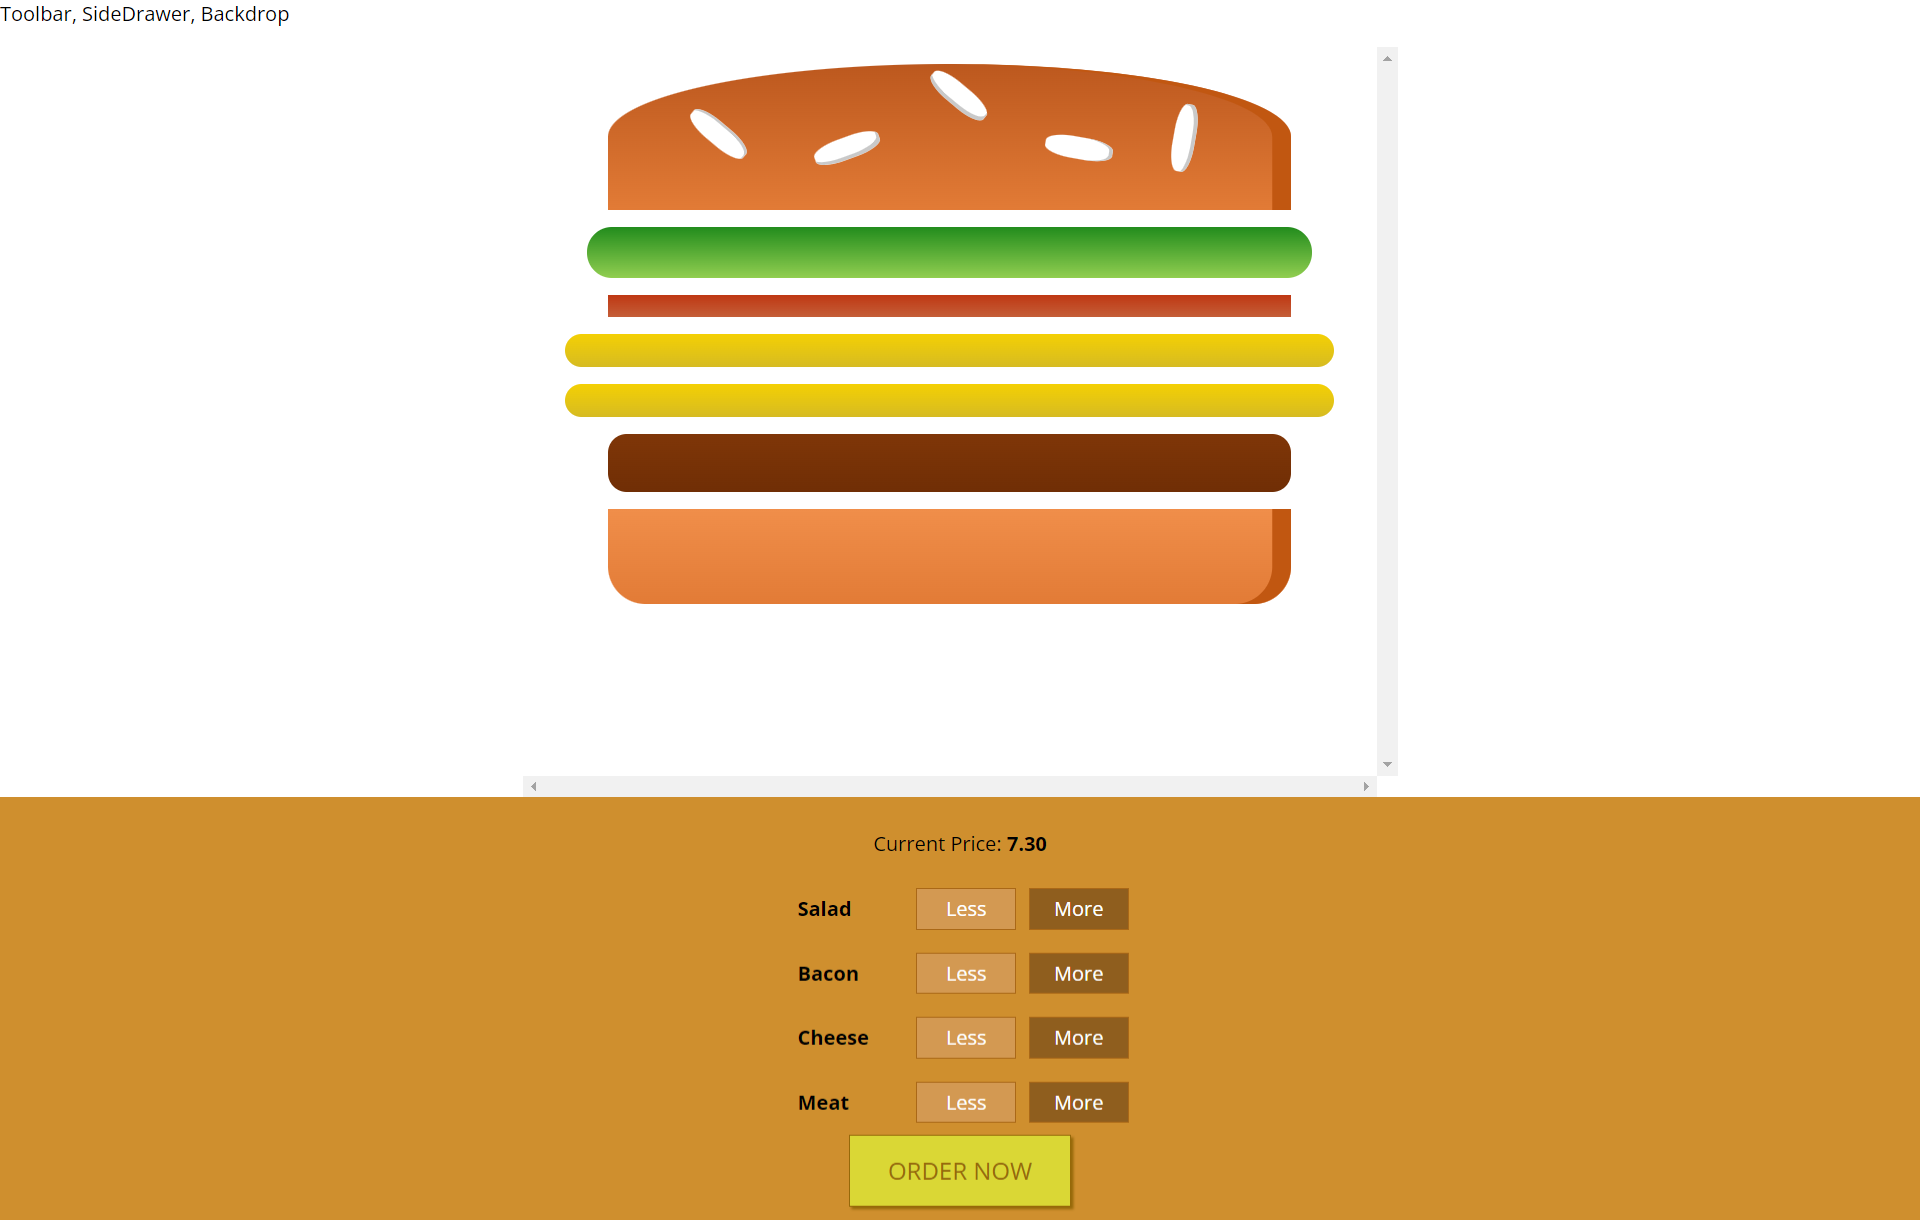 Toolbar, SideDrawer, Backdrop
Current Price: 7.30
Salad Less More
Bacon Less More
Cheese Less More
Meat Less More
ORDER NOW